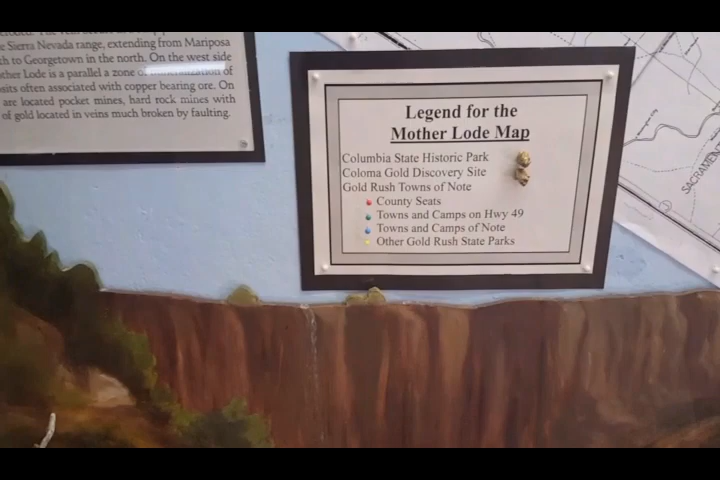 e Sierra Nevada range, extending from Mariposa
th to Georgetown in the north. On the west side
ther Lode is a parallel a zone of mineralization of
sits often associated with copper bearing ore. On
are located pocket mines, hard rock mines with
of gold located in veins much broken by faulting.
Legend for the
Mother Lode Map
Columbia State Historic Park
Coloma Gold Discovery Site
Gold Rush Towns of Note
County Seats
Towns and Camps on Hwy 49
Towns and Camps of Note
Other Gold Rush State Parks
SACRAMENT